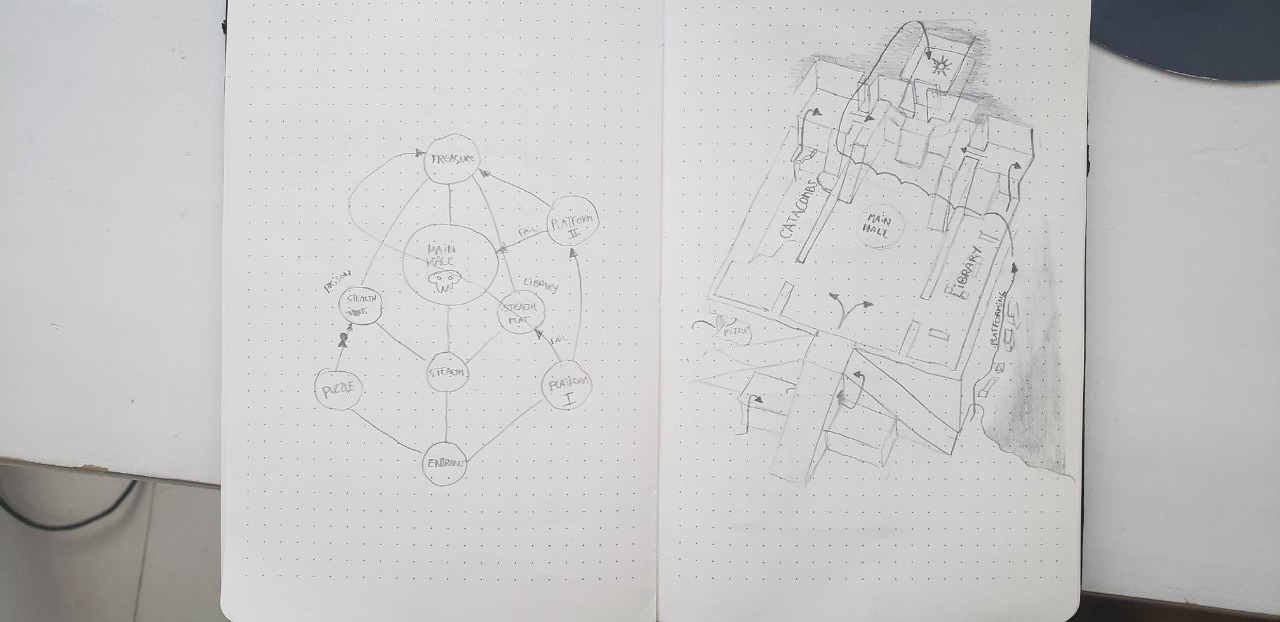 TREASURE
PLATFORM
II
FAIL
MAIN
HALL
PRISON
LIBRARY
STEALTH
STEALTH
PLAT
FAIL
STEALTH
PUZZLE
PLATFORM
I
ENTRANCE
CATACOMBS
MAIN
HALL
LIBRARY
PLATFORMING
PUZZLE